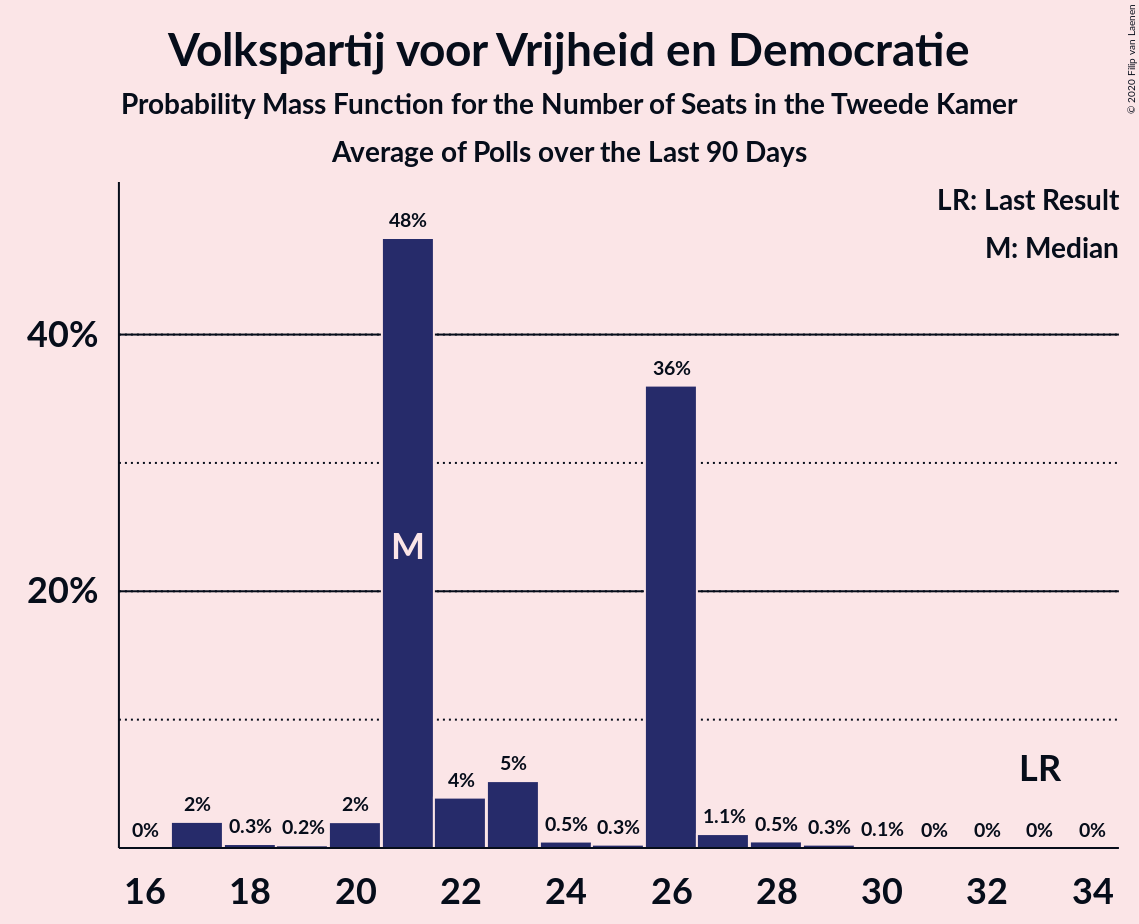 Volkspartij voor Vrijheid en Democratie
Probability Mass Function for the Number of Seats in the Tweede Kamer
Average of Polls over the Last 90 Days
© 2020 Filip van Laenen
LR: Last Result
M: Median
40%
20%
0%
2%
0.3%
0.2%
2%
48%
M
4%
5%
0.5%
0.3%
36%
1.1%
0.5%
0.3%
0.1%
0%
0%
0%
0%
LR
16 18 20 22 24 26 28 30 32 34